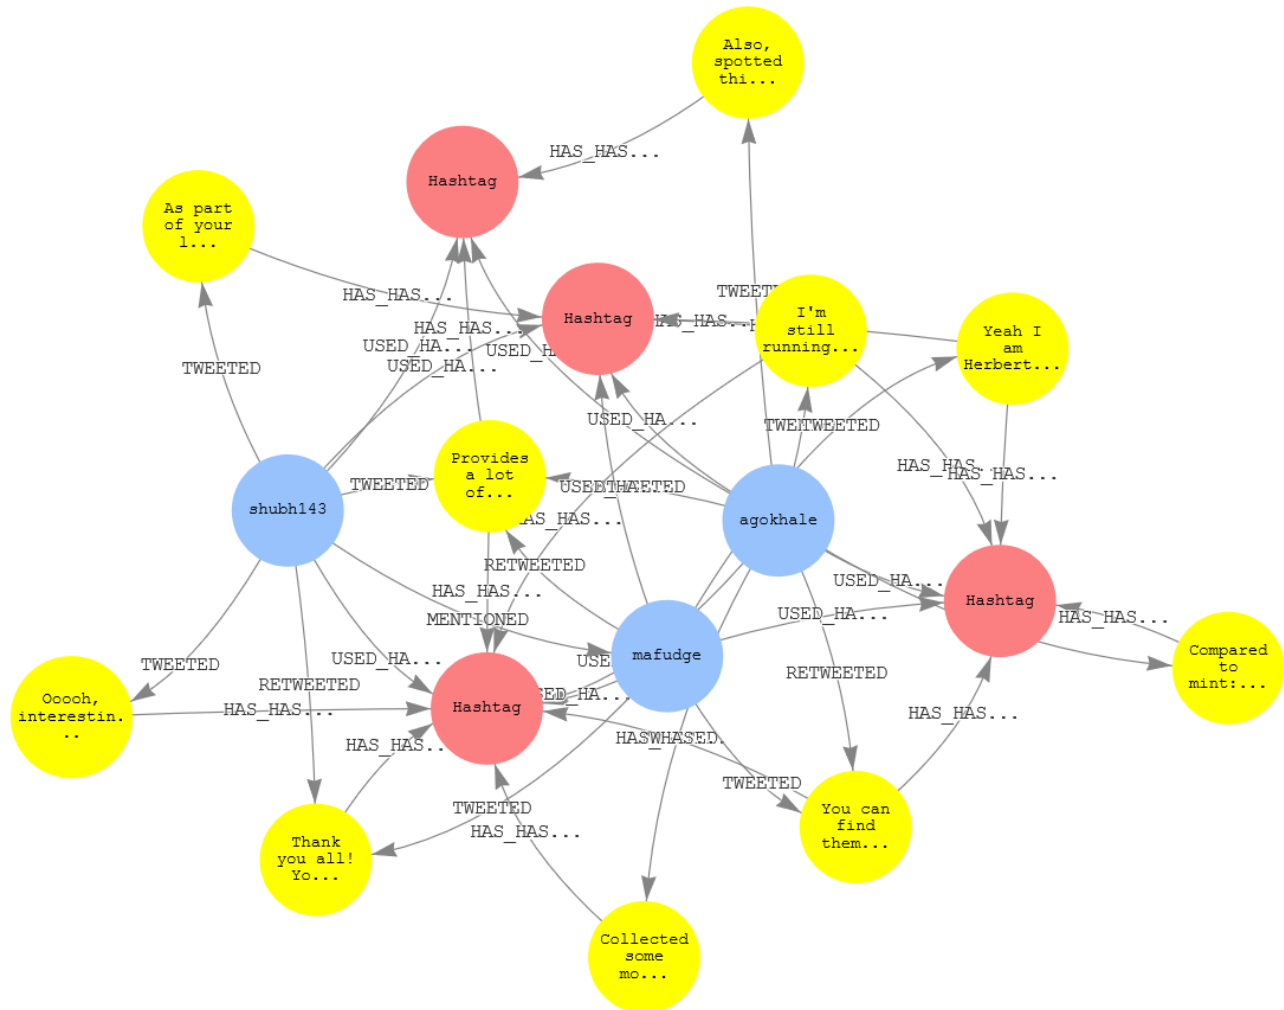 Also,
spotted
thi...
HAS_HAS...
Hashtag
As part
of your
l...
HAS_HAS...
Hashtag
I'm
still
running...
Yeah I
am
Herbert...
HAS_HAS...
USED_HA...
USED_HA...
TWEETED
USED_HA...
TWEETED
HAS_HAS...
Provides
a lot
of...
TWEETED
shubh143
agokhale
RETWEETED
HAS_HAS...
MENTIONED
USED_HA...
Hashtag
HAS_HAS...
USED_HA...
mafudge
Compared
to
mint:...
TWEETED
USED_HA...
RETWEETED
RETWEETED
Hashtag
Ooooh,
interestin.
..
HAS_HAS...
HAS_HAS...
HAS_HAS...
TWEETED
TWEETED
HAS_HAS...
You can
find
them...
Thank
you all!
Yo...
Collected
some
mo...